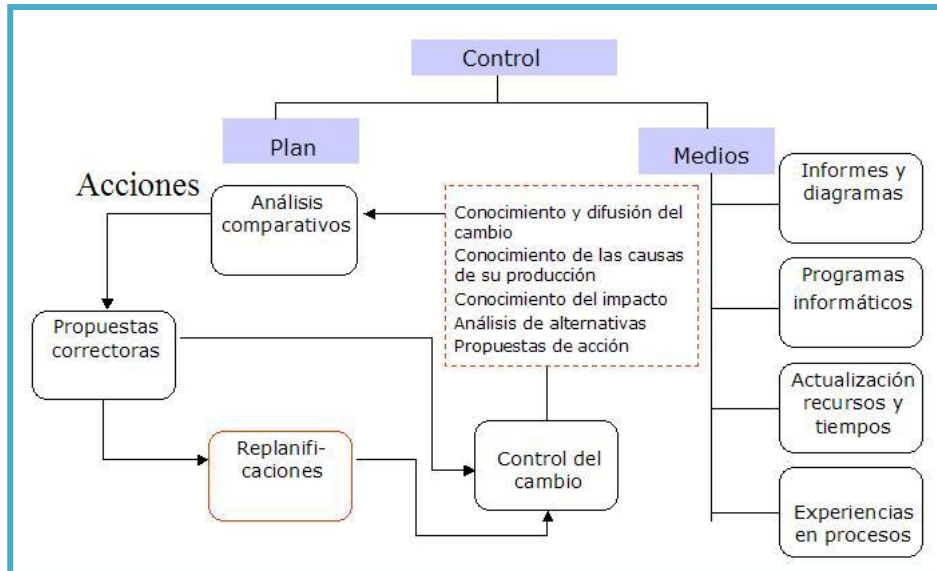 Control
Plan
Medios
Acciones
Análisis
comparativos
Conocimiento y difusión del
cambio
Conocimiento de las causas
de su producción
Conocimiento del impacto
Análisis de alternativas
Propuestas de acción
Informes y
diagramas
Programas
informáticos
Propuestas
correctoras
Actualización
recursos y
tiempos
Replanifi-
caciones
Control del
cambio
Experiencias
en procesos